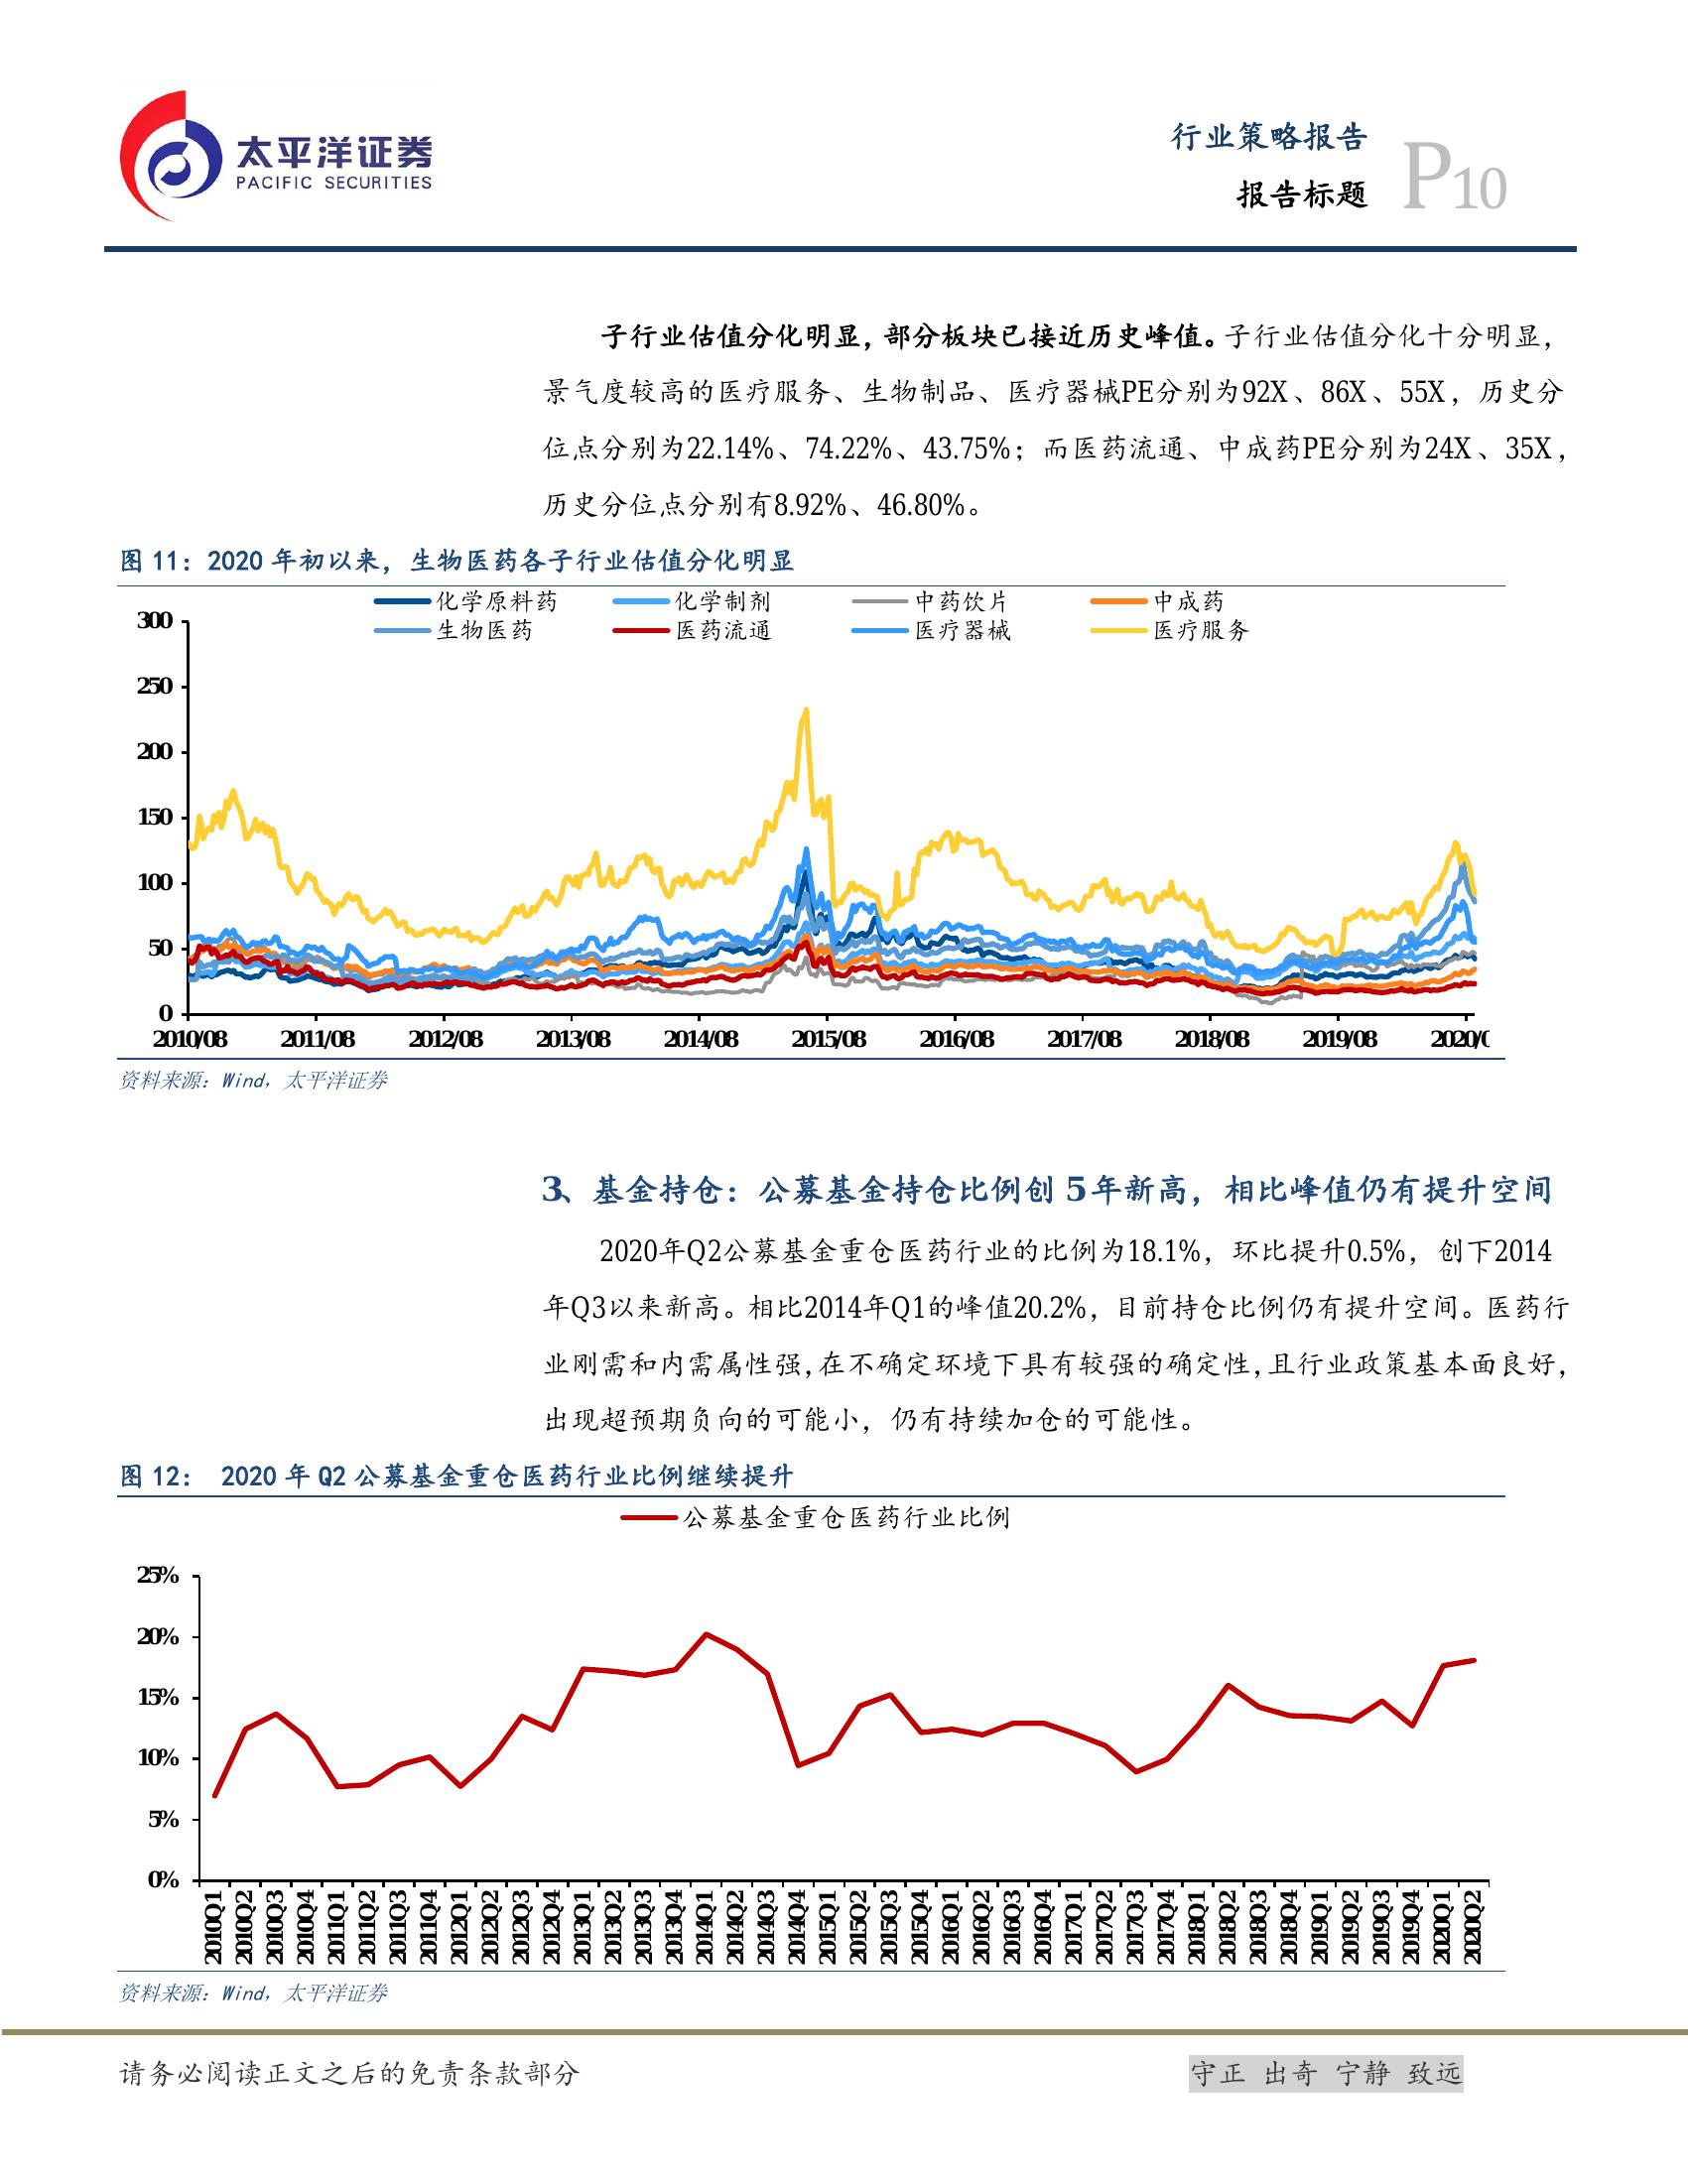 太平洋证券
PACIFIC SECURITIES
行业策略报告
报告标题
P10
子行业估值分化明显，部分板块已接近历史峰值。子行业估值分化十分明显，
景气度较高的医疗服务、生物制品、医疗器械PE分别为92X、86X、55X，历史分
位点分别为22.14%、74.22%、43.75%；而医药流通、中成药PE分别为24X、35X，
历史分位点分别有8.92%、46.80%。
图 11：2020 年初以来，生物医药各子行业估值分化明显
化学原料药 化学制剂 中药饮片 中成药
生物医药 医药流通 医疗器械 医疗服务
300
250
200
150
100
50
0
2010/08 2011/08 2012/08 2013/08 2014/08 2015/08 2016/08 2017/08 2018/08 2019/08 2020/0
资料来源：Wind，太平洋证券
3、基金持仓：公募基金持仓比例创 5年新高，相比峰值仍有提升空间
2020年Q2公募基金重仓医药行业的比例为18.1%，环比提升0.5%，创下2014
年Q3以来新高。相比2014年Q1的峰值20.2%，目前持仓比例仍有提升空间。医药行
业刚需和内需属性强，在不确定环境下具有较强的确定性，且行业政策基本面良好，
出现超预期负向的可能小，仍有持续加仓的可能性。
图 12： 2020 年 Q2 公募基金重仓医药行业比例继续提升
公募基金重仓医药行业比例
25%
20%
15%
10%
5%
0%
2010Q1 2010Q2 2010Q3 2010Q4 2011Q1 2011Q2 2011Q3 2011Q4 2012Q1 2012Q2 2012Q3 2012Q4 2013Q1 2013Q2 2013Q3 2013Q4 2014Q1 2014Q2 2014Q3 2014Q4 2015Q1 2015Q2 2015Q3 2015Q4 2016Q1 2016Q2 2016Q3 2016Q4 2017Q1 2017Q2 2017Q3 2017Q4 2018Q1 2018Q2 2018Q3 2018Q4 2019Q1 2019Q2 2019Q3 2019Q4 2020Q1 2020Q2
资料来源：Wind，太平洋证券
请务必阅读正文之后的免责条款部分
守正 出奇 宁静 致远